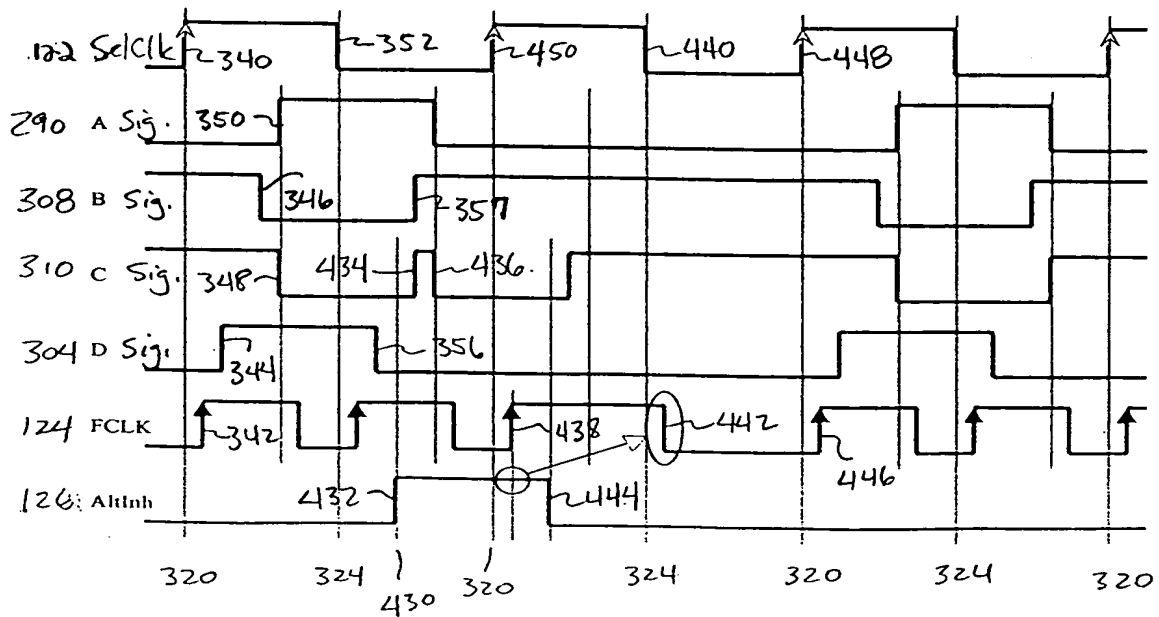 122 SelClk 340 352 450 440 448
290 A Sig. 350
308 B Sig. 346 357
310 C Sig. 348 434 436
304 D Sig. 344 356
124 FCLK 342 438 442 446
126 AltInh 432 444
320 324 430 320 324 320 324 320